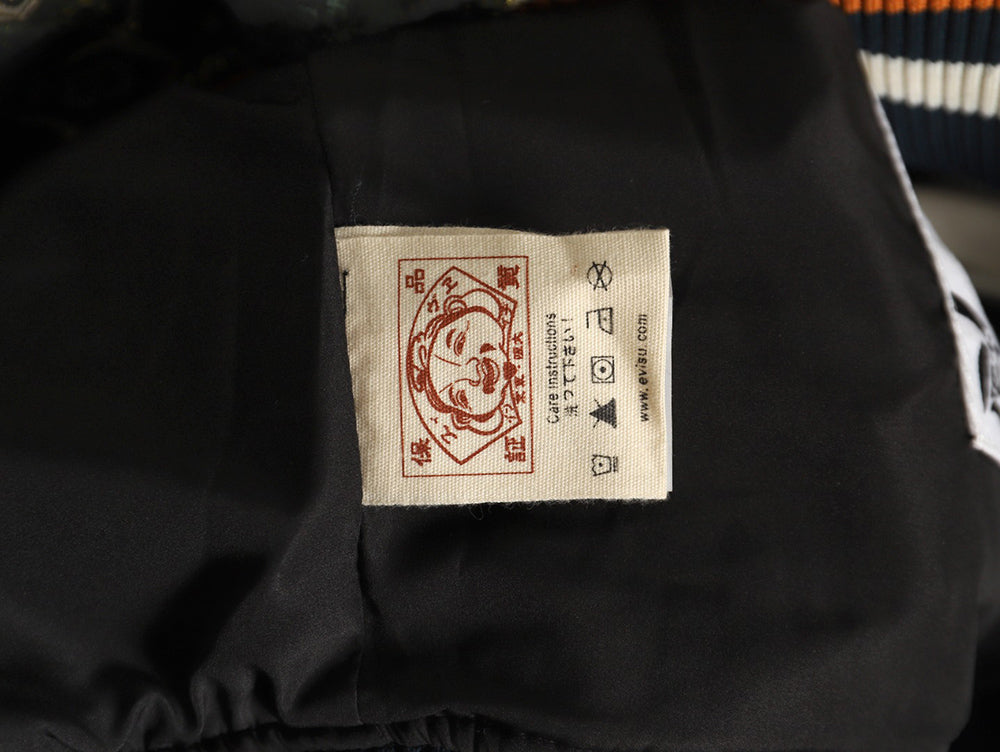 保 品
証 質
Care instructions
洗って下さい!
www.evisu.com